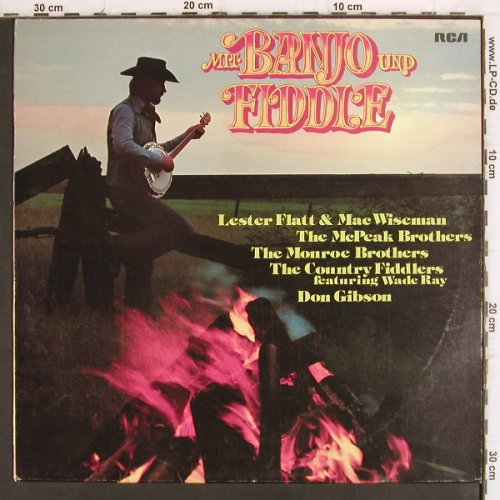 30 cm
20 cm
10 cm
www.LP-CD.de
RCA
MIT BANJO UND
FIDDLE
10 cm
Lester Flatt & Mac Wiseman
The McPeak Brothers
The Monroe Brothers
The Country Fiddlers
featuring Wade Ray
Don Gibson
20 cm
30 cm